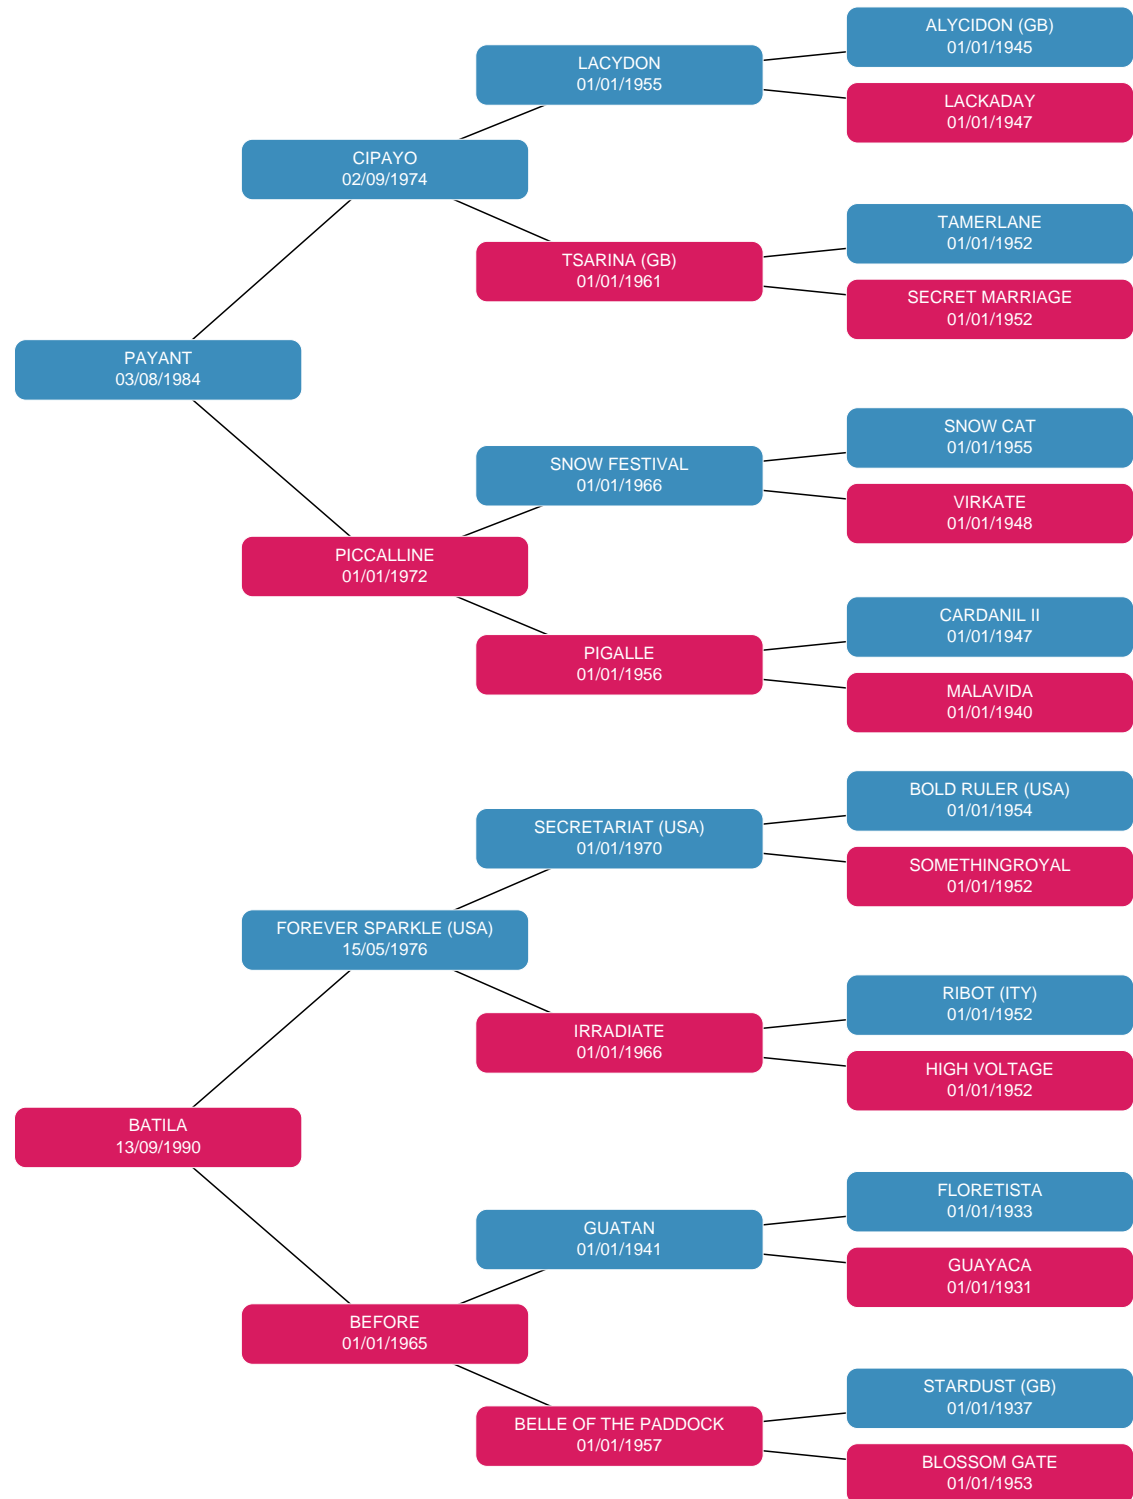 ALYCIDON (GB)
01/01/1945
LACYDON
01/01/1955
LACKADAY
01/01/1947
CIPAYO
02/09/1974
TAMERLANE
01/01/1952
TSARINA (GB)
01/01/1961
SECRET MARRIAGE
01/01/1952
PAYANT
03/08/1984
SNOW CAT
01/01/1955
SNOW FESTIVAL
01/01/1966
VIRKATE
01/01/1948
PICCALLINE
01/01/1972
CARDANIL II
01/01/1947
PIGALLE
01/01/1956
MALAVIDA
01/01/1940
BOLD RULER (USA)
01/01/1954
SECRETARIAT (USA)
01/01/1970
SOMETHINGROYAL
01/01/1952
FOREVER SPARKLE (USA)
15/05/1976
RIBOT (ITY)
01/01/1952
IRRADIATE
01/01/1966
HIGH VOLTAGE
01/01/1952
BATILA
13/09/1990
FLORETISTA
01/01/1933
GUATAN
01/01/1941
GUAYACA
01/01/1931
BEFORE
01/01/1965
STARDUST (GB)
01/01/1937
BELLE OF THE PADDOCK
01/01/1957
BLOSSOM GATE
01/01/1953